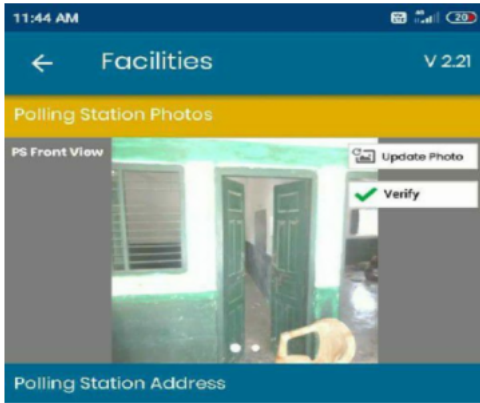 11:44 AM
4G
20
Facilities
V 2.21
Polling Station Photos
PS Front View
Update Photo
Verify
Polling Station Address